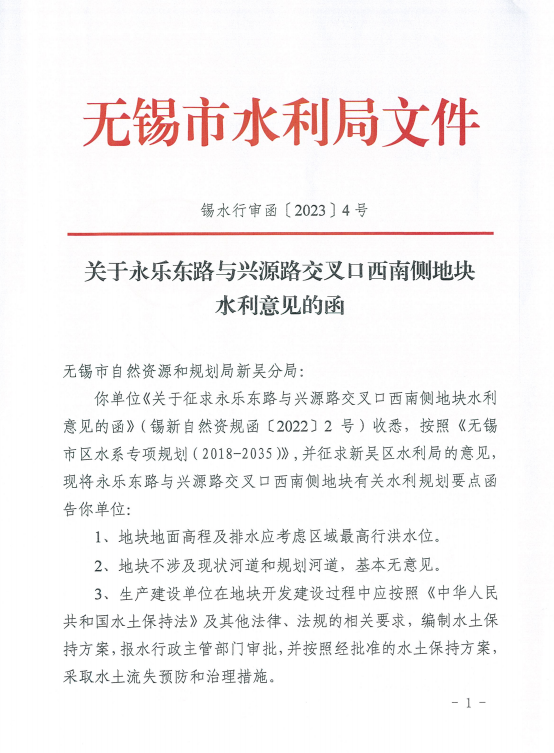 无锡市水利局文件
锡水行审函〔2023〕4号
关于永乐东路与兴源路交叉口西南侧地块
水利意见的函
无锡市自然资源和规划局新吴分局：
你单位《关于征求永乐东路与兴源路交叉口西南侧地块水利
意见的函》（锡新自然资规函〔2022〕2 号）收悉，按照《无锡
市区水系专项规划（2018-2035）》,并征求新吴区水利局的意见，
现将永乐东路与兴源路交叉口西南侧地块有关水利规划要点函
告你单位：
1、地块地面高程及排水应考虑区域最高行洪水位。
2、地块不涉及现状河道和规划河道，基本无意见。
3、生产建设单位在地块开发建设过程中应按照《中华人民
共和国水土保持法》及其他法律、法规的相关要求，编制水土保
持方案，报水行政主管部门审批，并按照经批准的水土保持方案，
采取水土流失预防和治理措施。
- 1 -